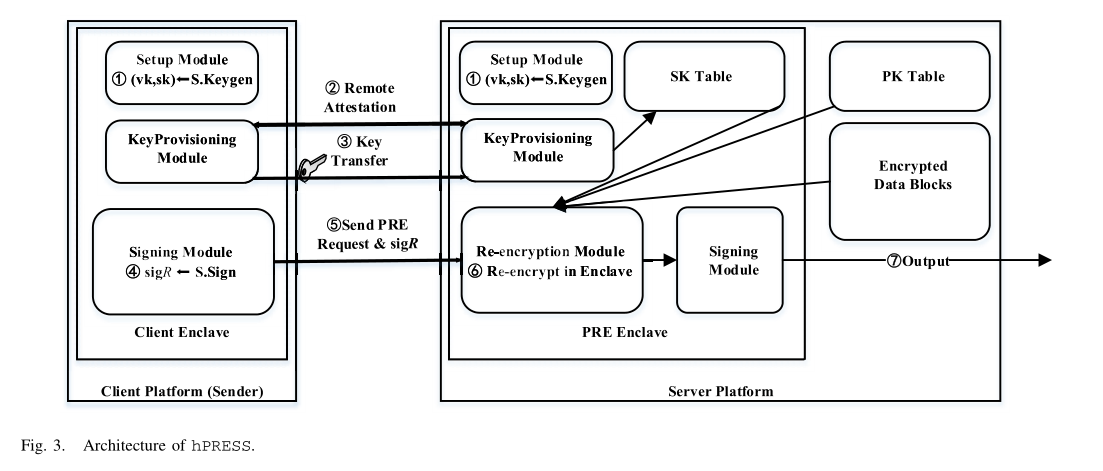 Setup Module
① (vk,sk)←S.Keygen
KeyProvisioning
Module
Signing Module
④ sigR ← S.Sign
Client Enclave
Client Platform (Sender)
② Remote
Attestation
③ Key
Transfer
⑤Send PRE
Request & sigR
Setup Module
① (vk,sk)←S.Keygen
SK Table
KeyProvisioning
Module
Re-encryption Module
⑥ Re-encrypt in Enclave
Signing
Module
PRE Enclave
PK Table
Encrypted
Data Blocks
⑦Output
Server Platform
Fig. 3. Architecture of hPRESS.